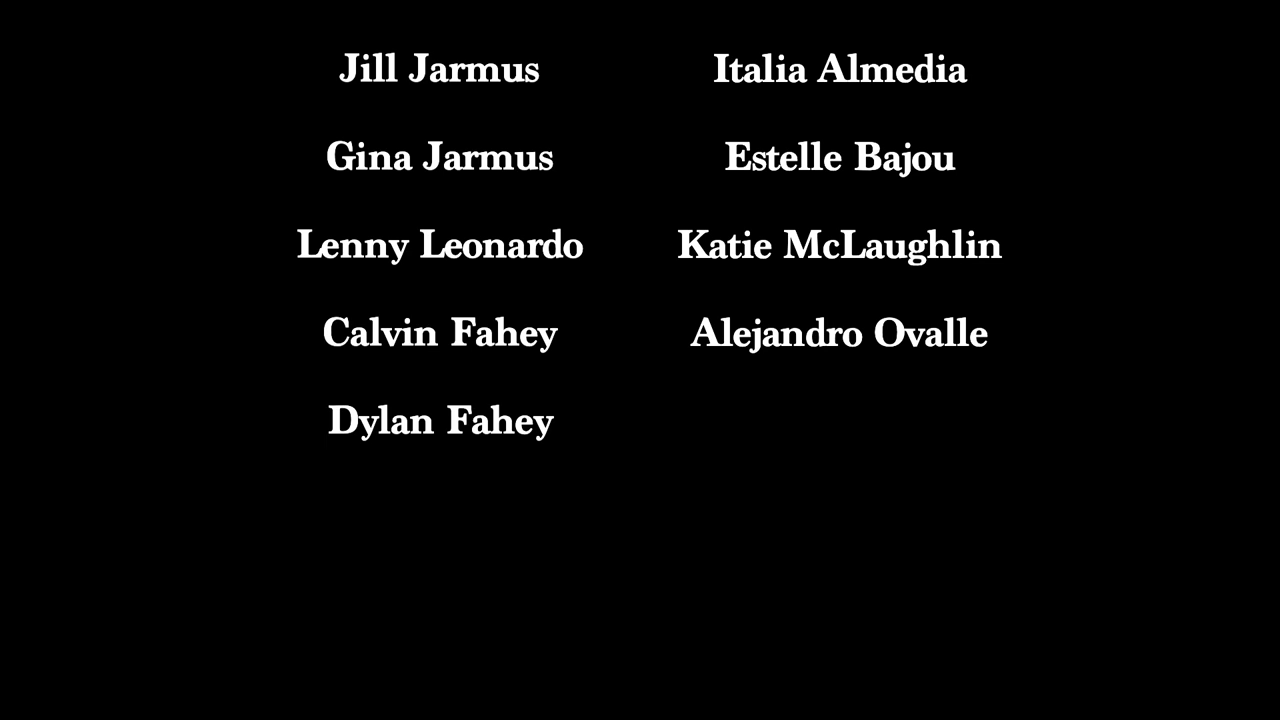 Jill Jarmus
Italia Almedia
Gina Jarmus
Estelle Bajou
Lenny Leonardo
Katie McLaughlin
Calvin Fahey
Alejandro Ovalle
Dylan Fahey